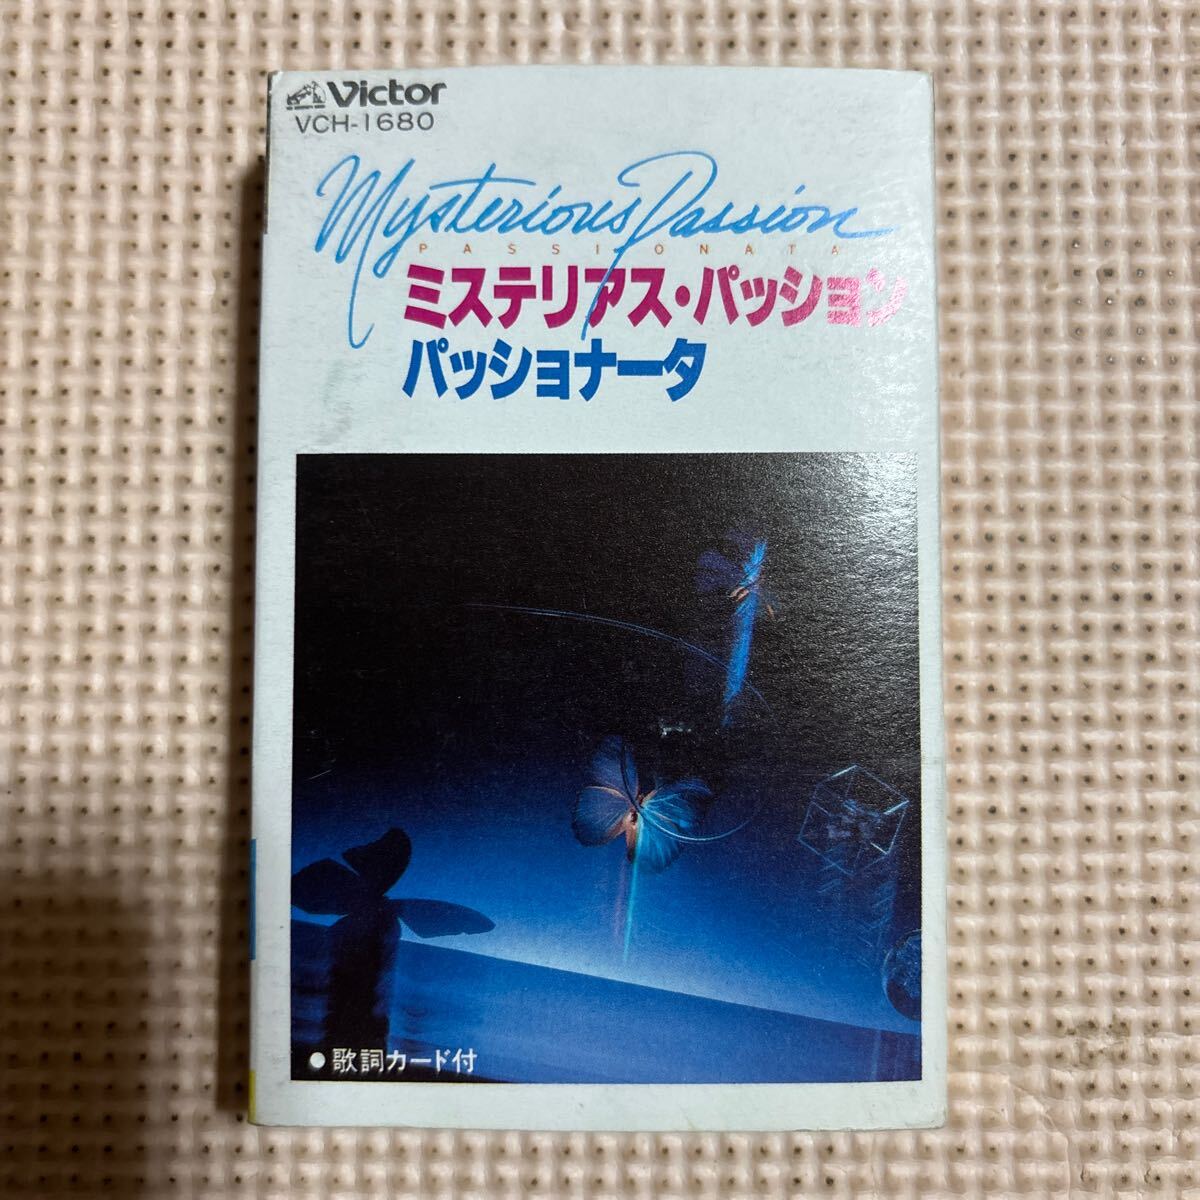 Victor
VCH-1680
Mysterious Passion
PASSIONATA
ミステリアス・パッション
パッショナータ
●歌詞カード付